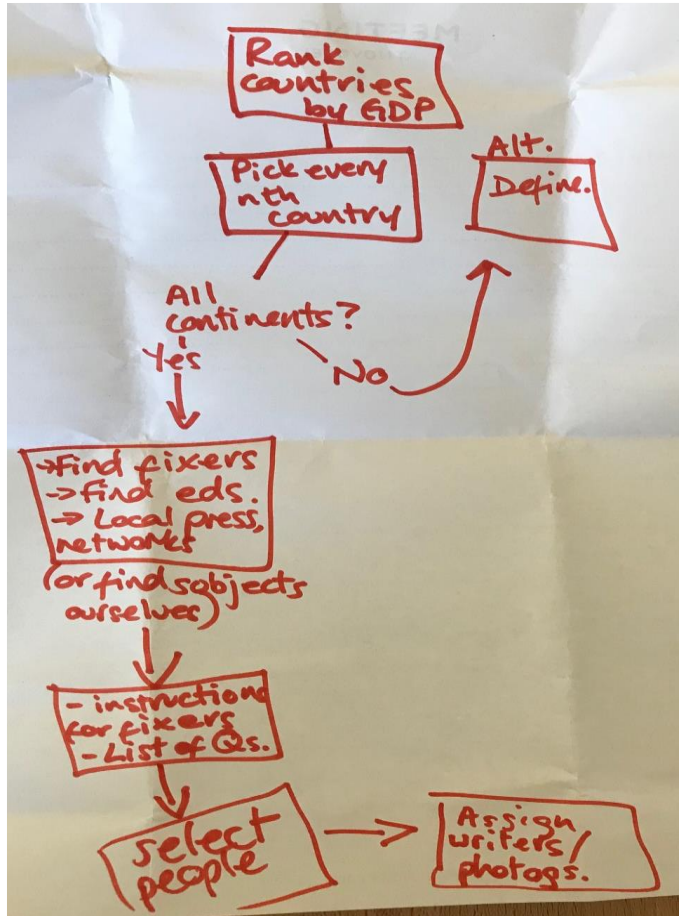 Rank
countries
by GDP
Pick every
nth
country
Alt.
Define.
All
continents?
Yes
No
→Find fixers
→ Find eds.
→ Local press,
networks
(or find subjects
ourselves)
- instructions
for fixers
- List of Qs.
select
people
Assign
writers/
photogs.